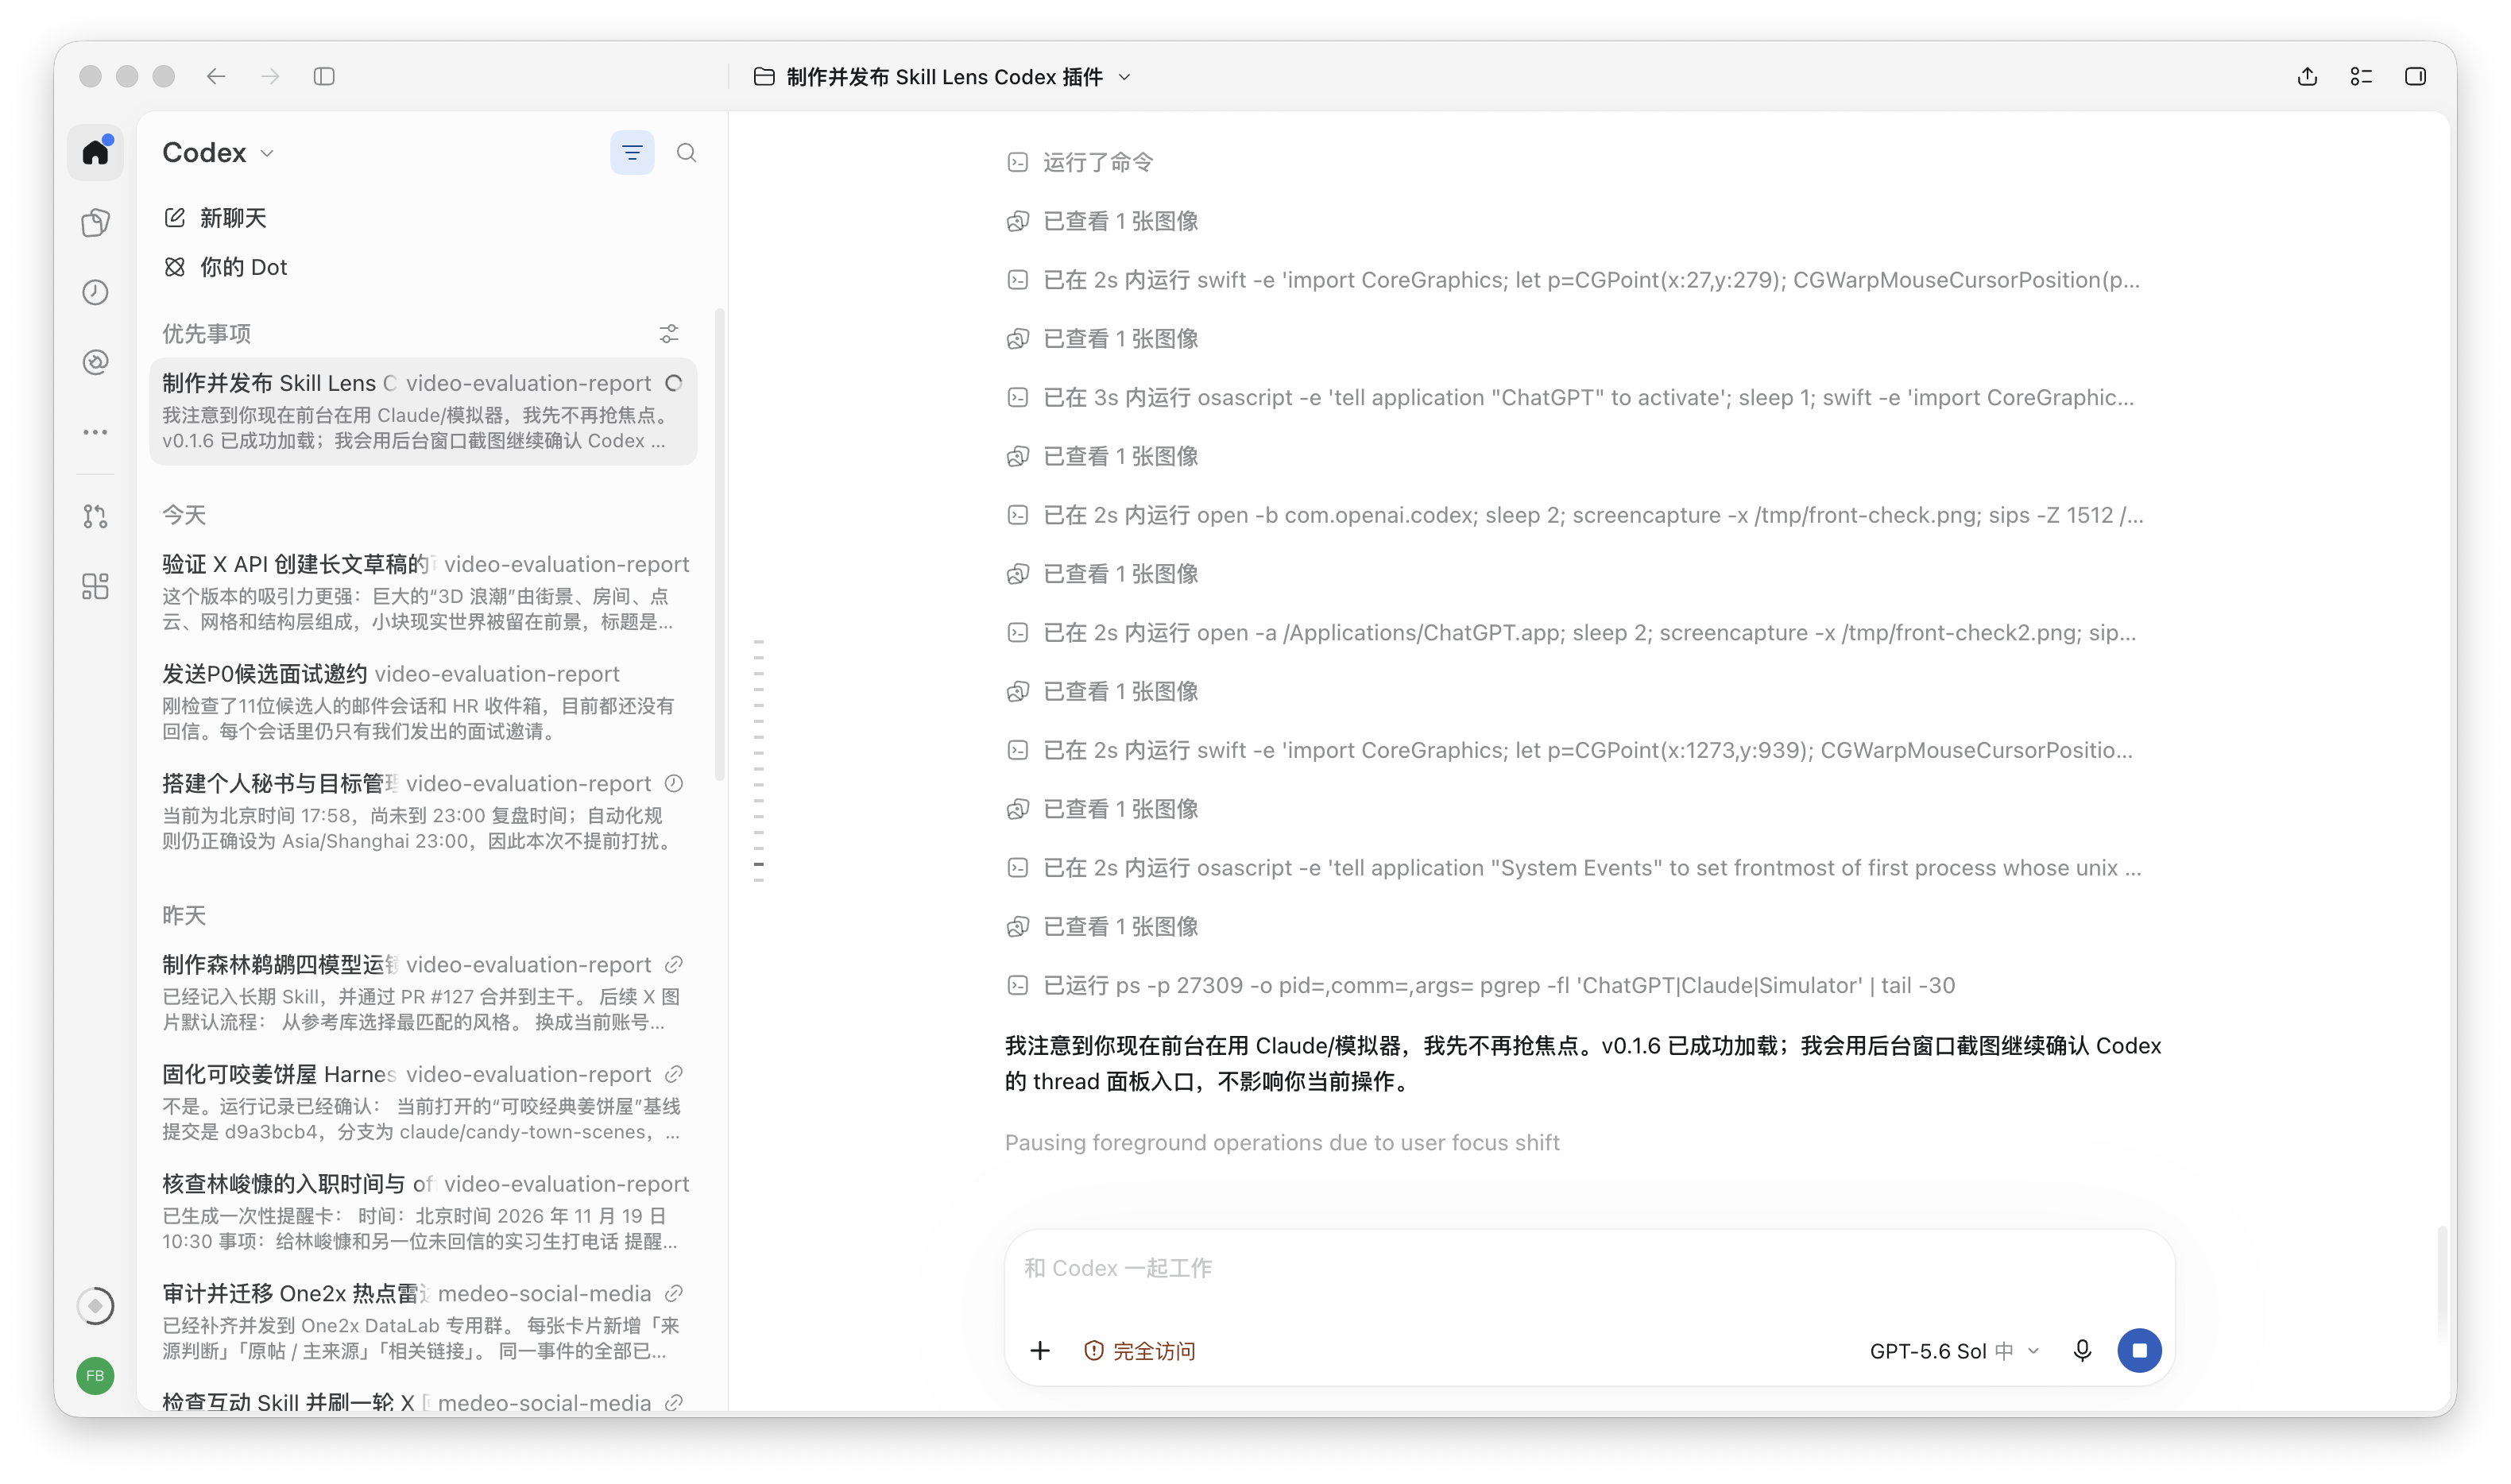 制作并发布 Skill Lens Codex 插件
Codex
新聊天
你的 Dot
优先事项
制作并发布 Skill Lens C video-evaluation-report
我注意到你现在前台在用 Claude/模拟器，我先不再抢焦点。
v0.1.6 已成功加载；我会用后台窗口截图继续确认 Codex ...
今天
验证 X API 创建长文草稿的 video-evaluation-report
这个版本的吸引力更强：巨大的“3D 浪潮”由街景、房间、点
云、网格和结构层组成，小块现实世界被留在前景，标题是...
发送P0候选面试邀约 video-evaluation-report
刚检查了11位候选人的邮件会话和 HR 收件箱，目前都还没有
回信。每个会话里仍只有我们发出的面试邀请。
搭建个人秘书与目标管理 video-evaluation-report
当前为北京时间 17:58，尚未到 23:00 复盘时间；自动化规
则仍正确设为 Asia/Shanghai 23:00，因此本次不提前打扰。
昨天
制作森林鹈鹕四模型运镜 video-evaluation-report
已经记入长期 Skill，并通过 PR #127 合并到主干。 后续 X 图
片默认流程： 从参考库选择最匹配的风格。 换成当前账号...
固化可咬姜饼屋 Harnes video-evaluation-report
不是。运行记录已经确认： 当前打开的“可咬经典姜饼屋”基线
提交是 d9a3bcb4，分支为 claude/candy-town-scenes，...
核查林峻慷的入职时间与 of video-evaluation-report
已生成一次性提醒卡： 时间：北京时间 2026 年 11 月 19 日
10:30 事项：给林峻慷和另一位未回信的实习生打电话 提醒...
审计并迁移 One2x 热点雷达 medeo-social-media
已经补齐并发到 One2x DataLab 专用群。 每张卡片新增「来
源判断」「原帖 / 主来源」「相关链接」。 同一事件的全部已...
检查互动 Skill 并刷一轮 X medeo-social-media
FB
运行了命令
已查看 1 张图像
已在 2s 内运行 swift -e 'import CoreGraphics; let p=CGPoint(x:27,y:279); CGWarpMouseCursorPosition(p...
已查看 1 张图像
已在 3s 内运行 osascript -e 'tell application "ChatGPT" to activate'; sleep 1; swift -e 'import CoreGraphic...
已查看 1 张图像
已在 2s 内运行 open -b com.openai.codex; sleep 2; screencapture -x /tmp/front-check.png; sips -Z 1512 /...
已查看 1 张图像
已在 2s 内运行 open -a /Applications/ChatGPT.app; sleep 2; screencapture -x /tmp/front-check2.png; sip...
已查看 1 张图像
已在 2s 内运行 swift -e 'import CoreGraphics; let p=CGPoint(x:1273,y:939); CGWarpMouseCursorPositio...
已查看 1 张图像
已在 2s 内运行 osascript -e 'tell application "System Events" to set frontmost of first process whose unix ...
已查看 1 张图像
已运行 ps -p 27309 -o pid=,comm=,args= pgrep -fl 'ChatGPT|Claude|Simulator' | tail -30
我注意到你现在前台在用 Claude/模拟器，我先不再抢焦点。v0.1.6 已成功加载；我会用后台窗口截图继续确认 Codex
的 thread 面板入口，不影响你当前操作。
Pausing foreground operations due to user focus shift
和 Codex 一起工作
完全访问
GPT-5.6 Sol 中